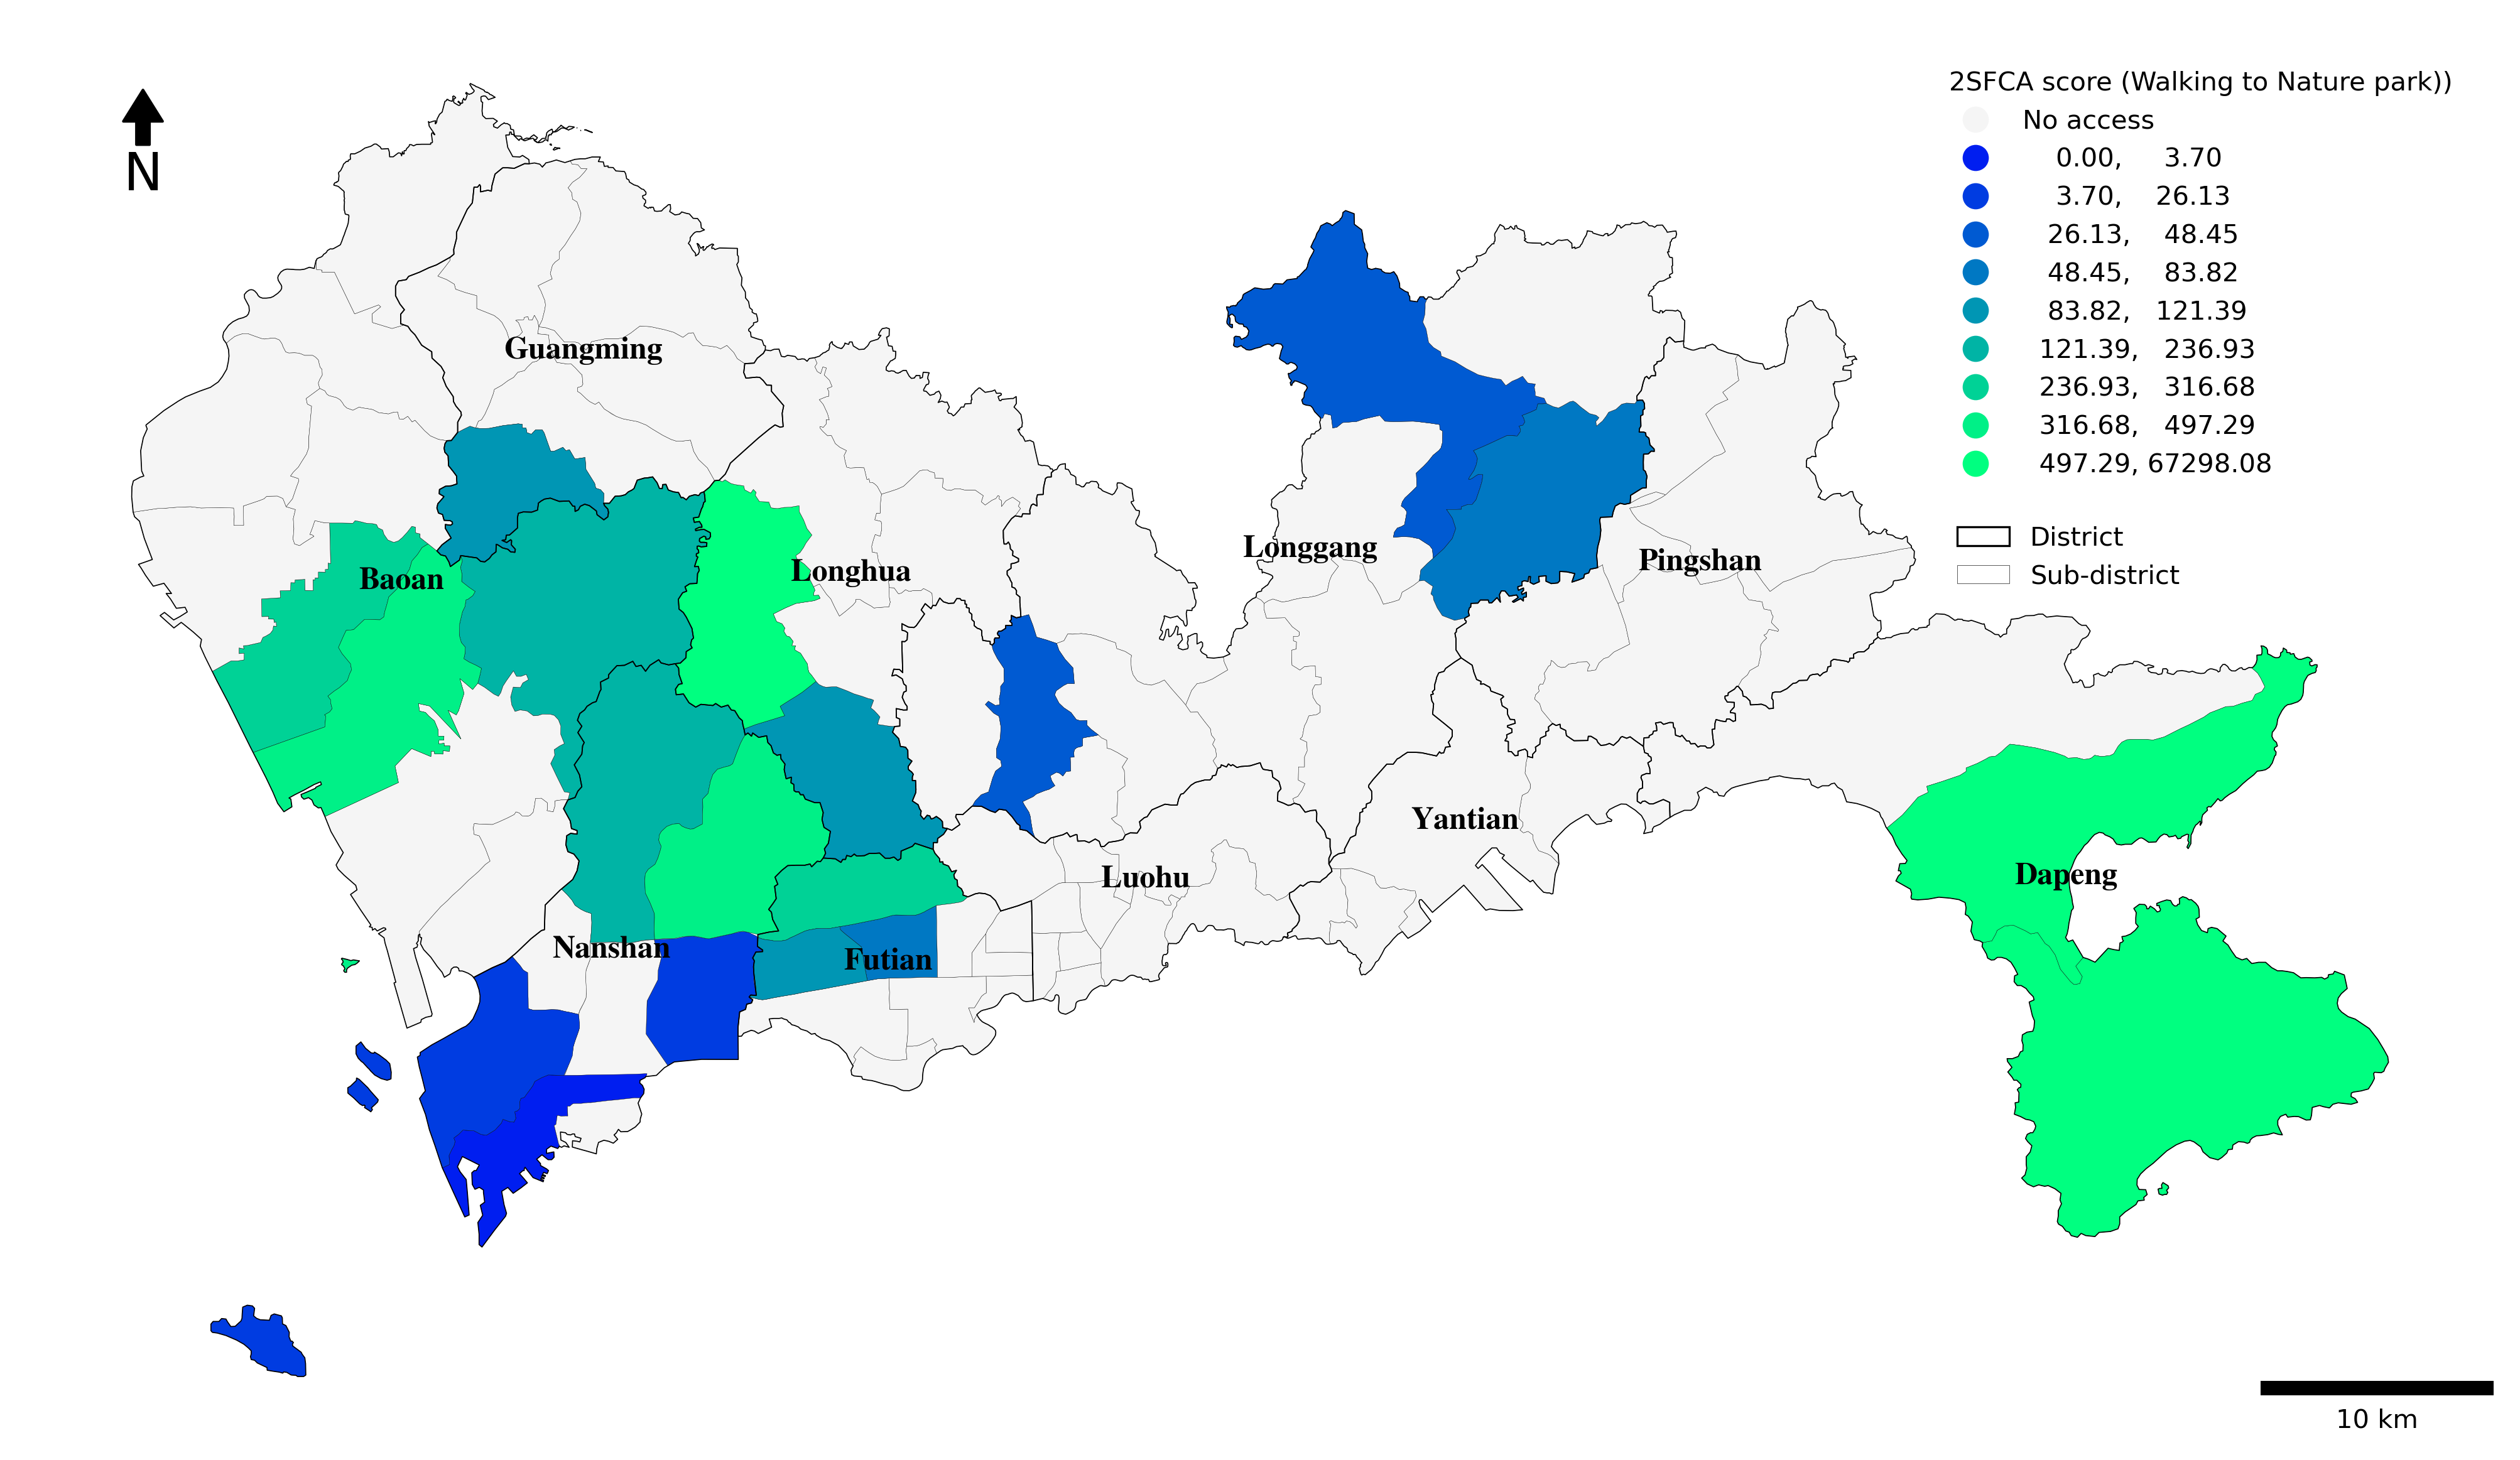 2SFCA score (Walking to Nature park))
No access
0.00, 3.70
3.70, 26.13
26.13, 48.45
48.45, 83.82
83.82, 121.39
121.39, 236.93
236.93, 316.68
316.68, 497.29
497.29, 67298.08
District
Sub-district
N
Guangming
Baoan
Longhua
Longgang
Pingshan
Yantian
Luohu
Dapeng
Nanshan
Futian
10 km